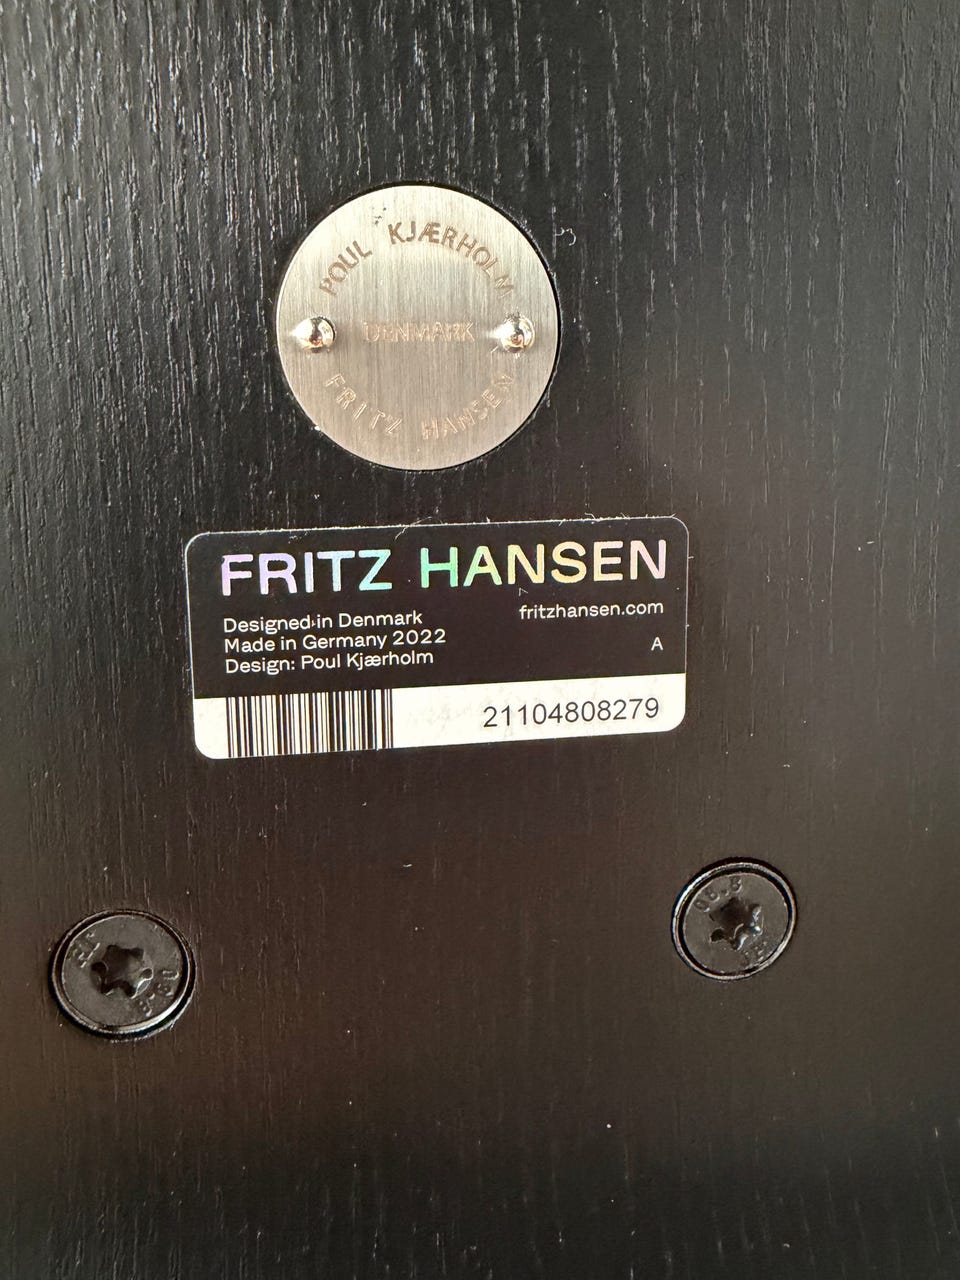 POUL KJÆRHOLM
DENMARK
FRITZ HANSEN
FRITZ HANSEN
Designed in Denmark
fritzhansen.com
Made in Germany 2022
A
Design: Poul Kjærholm
21104808279